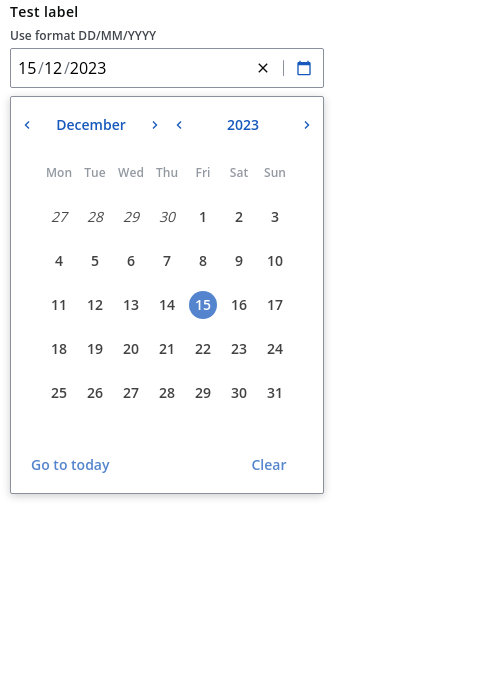 Test label
Use format DD/MM/YYYY
15/12/2023
December 2023
Mon Tue Wed Thu Fri Sat Sun
27 28 29 30 1 2 3
4 5 6 7 8 9 10
11 12 13 14 15 16 17
18 19 20 21 22 23 24
25 26 27 28 29 30 31
Go to today Clear